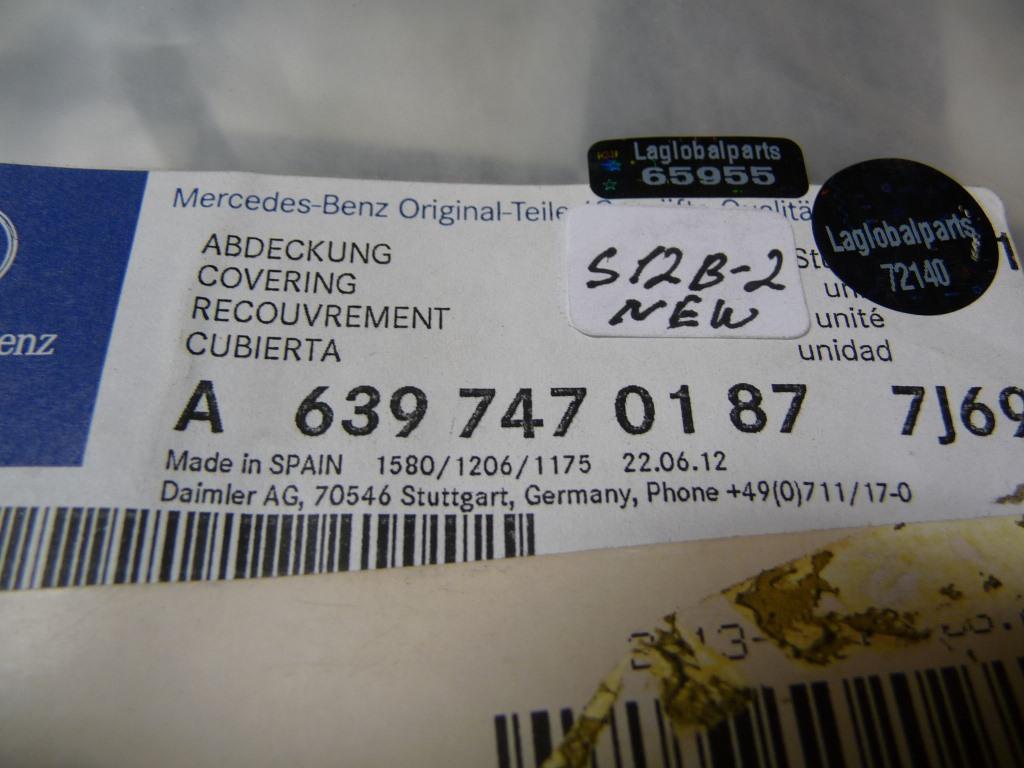 Laglobalparts
65955
Mercedes-Benz Original-Teile
Laglobalparts
72140
ABDECKUNG
COVERING
RECOUVREMENT
CUBIERTA
S12B-2
NEW
unité
unidad
enz
A 639 747 01 87 7J69
Made in SPAIN 1580/1206/1175 22.06.12
Daimler AG, 70546 Stuttgart, Germany, Phone +49(0)711/17-0